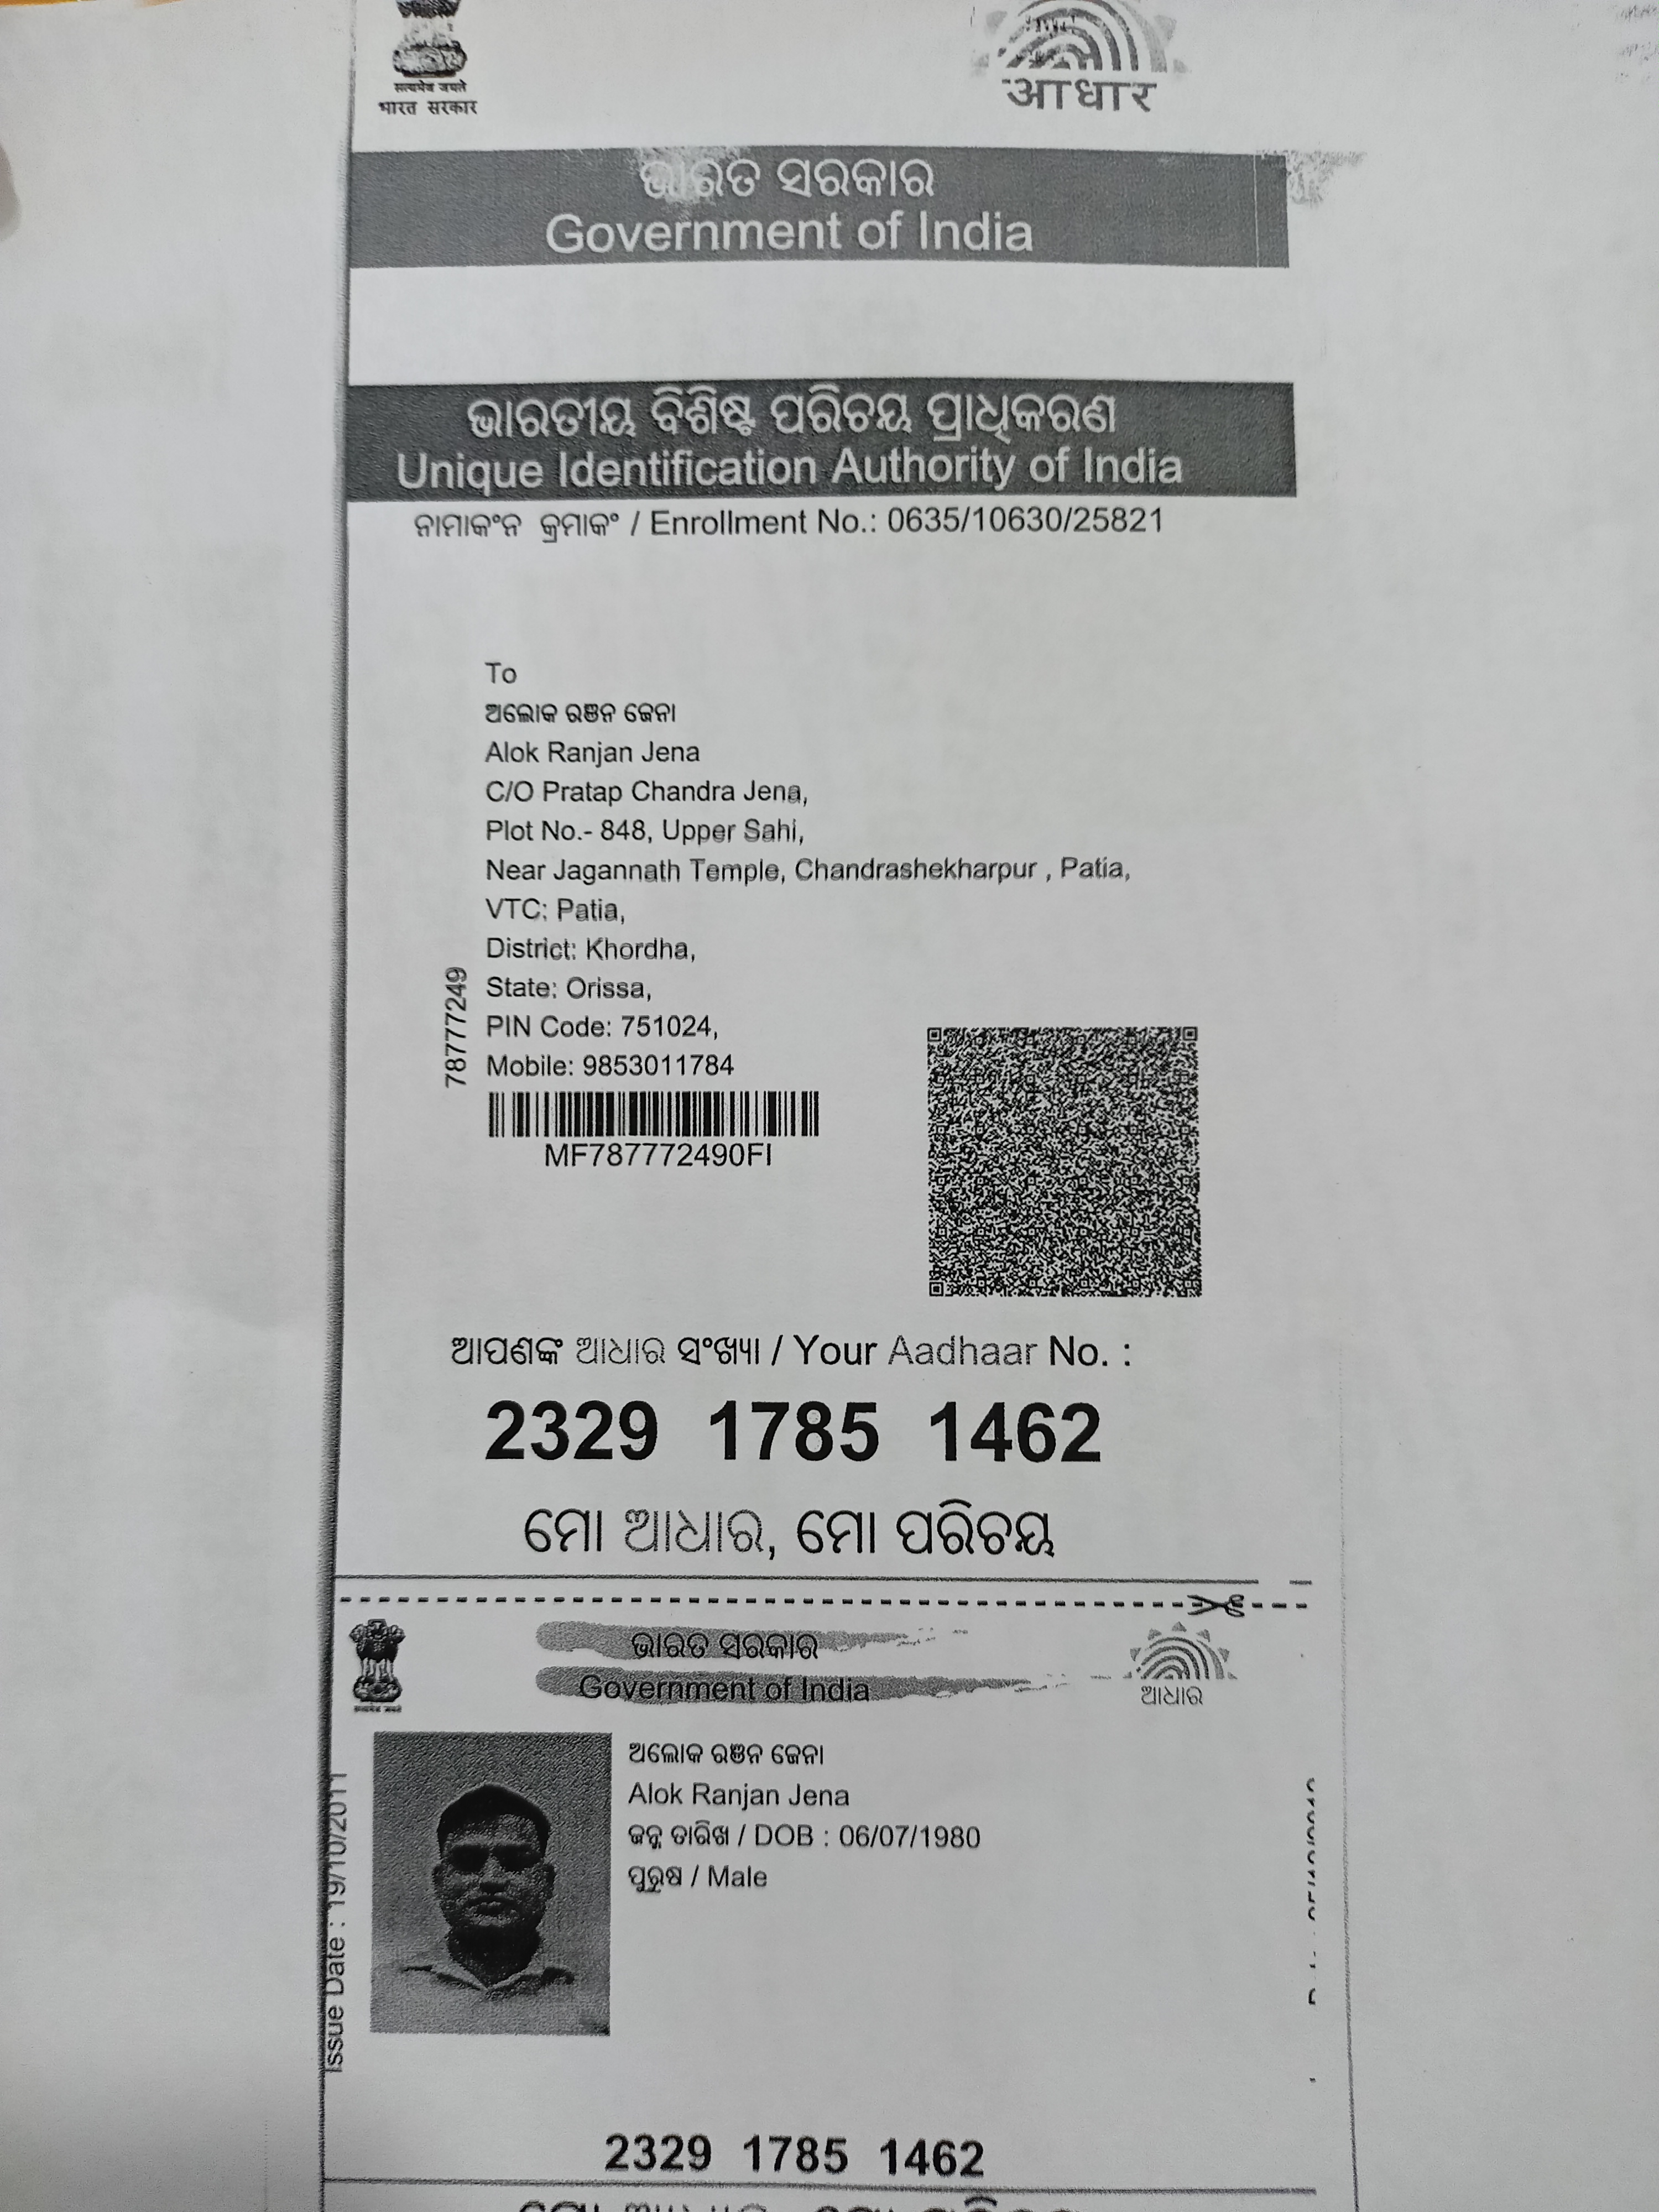 सत्यमेव जयते
भारत सरकार
आधार
ଭାରତ ସରକାର
Government of India
ଭାରତୀୟ ବିଶିଷ୍ଟ ପରିଚୟ ପ୍ରାଧିକରଣ
Unique Identification Authority of India
ନାମାଙ୍କନ କ୍ରମାଙ୍କ / Enrollment No.: 0635/10630/25821
To
ଅଲୋକ ରଞ୍ଜନ ଜେନା
Alok Ranjan Jena
C/O Pratap Chandra Jena,
Plot No.- 848, Upper Sahi,
Near Jagannath Temple, Chandrashekharpur , Patia,
VTC: Patia,
District: Khordha,
State: Orissa,
PIN Code: 751024,
Mobile: 9853011784
78777249
MF787772490FI
ଆପଣଙ୍କ ଆଧାର ସଂଖ୍ୟା / Your Aadhaar No. :
2329 1785 1462
ମୋ ଆଧାର, ମୋ ପରିଚୟ
ଭାରତ ସରକାର
Government of India
ଆଧାର
ଅଲୋକ ରଞ୍ଜନ ଜେନା
Alok Ranjan Jena
ଜନ୍ମ ତାରିଖ / DOB : 06/07/1980
ପୁରୁଷ / Male
Issue Date : 19/10/2011
2329 1785 1462